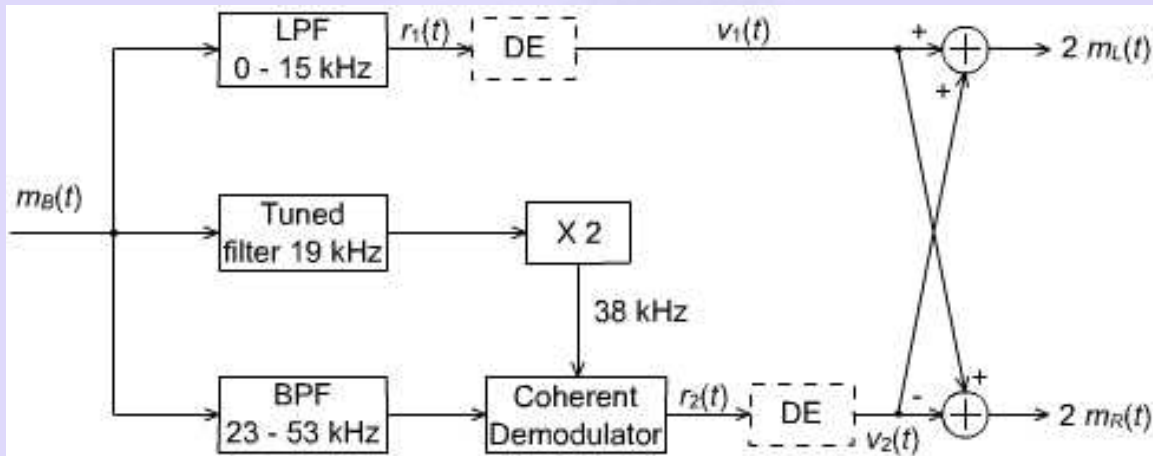 LPF
0 - 15 kHz
r1(t)
DE
v1(t)
+
+
2 mL(t)
mB(t)
Tuned
filter 19 kHz
X 2
38 kHz
BPF
23 - 53 kHz
Coherent
Demodulator
r2(t)
DE
v2(t)
+
-
2 mR(t)